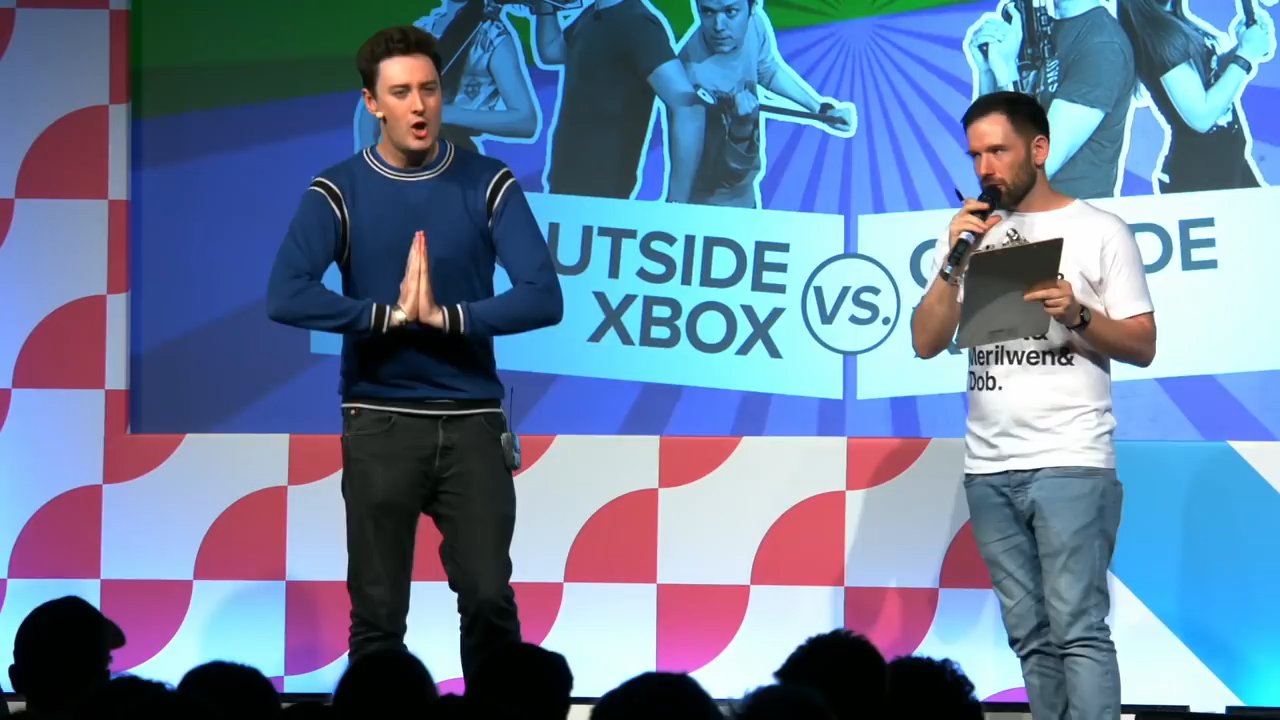 UTSIDE
XBOX
VS.
DE
Merilwen&
Dob.